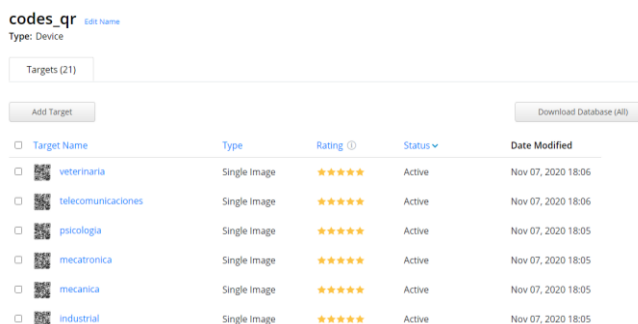 codes_qr Edit Name
Type: Device
Targets (21)
Add Target Download Database (All)
Target Name Type Rating Status Date Modified
veterinaria Single Image Active Nov 07, 2020 18:06
telecomunicaciones Single Image Active Nov 07, 2020 18:06
psicologia Single Image Active Nov 07, 2020 18:05
mecatronica Single Image Active Nov 07, 2020 18:05
mecanica Single Image Active Nov 07, 2020 18:05
industrial Single Image Active Nov 07, 2020 18:05